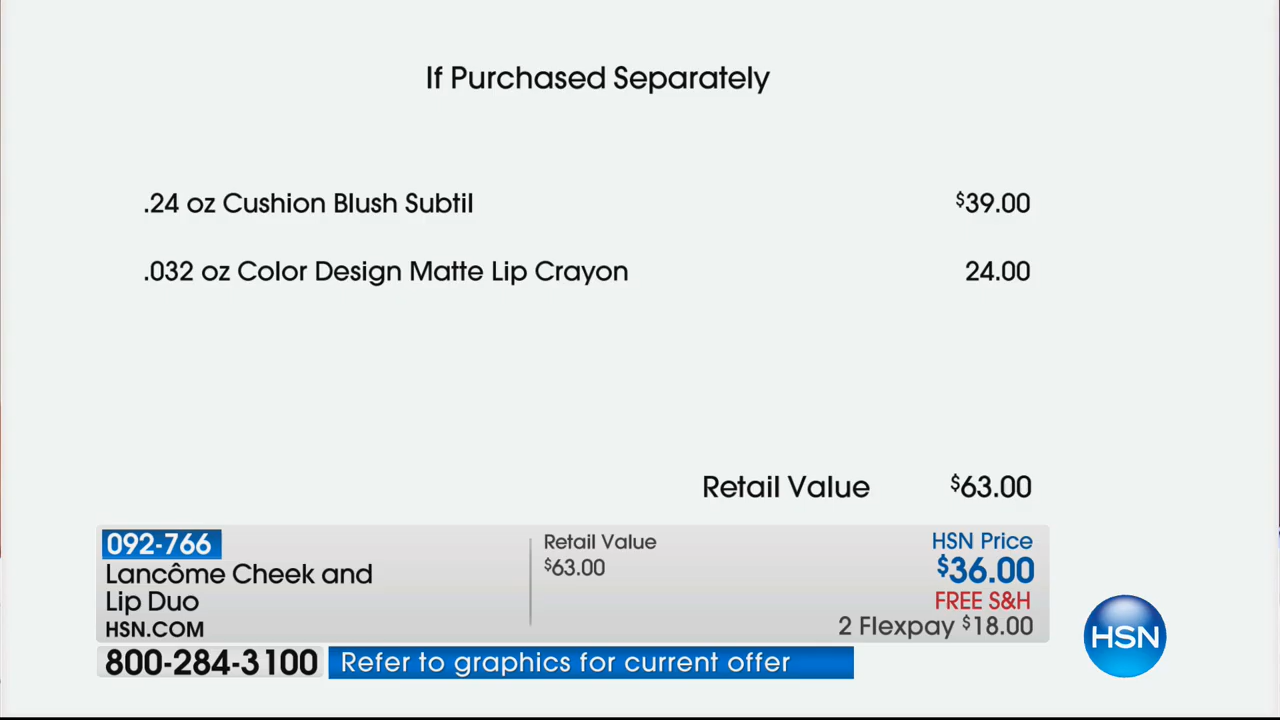 If Purchased Separately
.24 oz Cushion Blush Subtil $39.00
.032 oz Color Design Matte Lip Crayon 24.00
Retail Value $63.00
092-766
Lancôme Cheek and
Lip Duo
HSN.COM
Retail Value
$63.00
HSN Price
$36.00
FREE S&H
2 Flexpay $18.00
800-284-3100
Refer to graphics for current offer
HSN